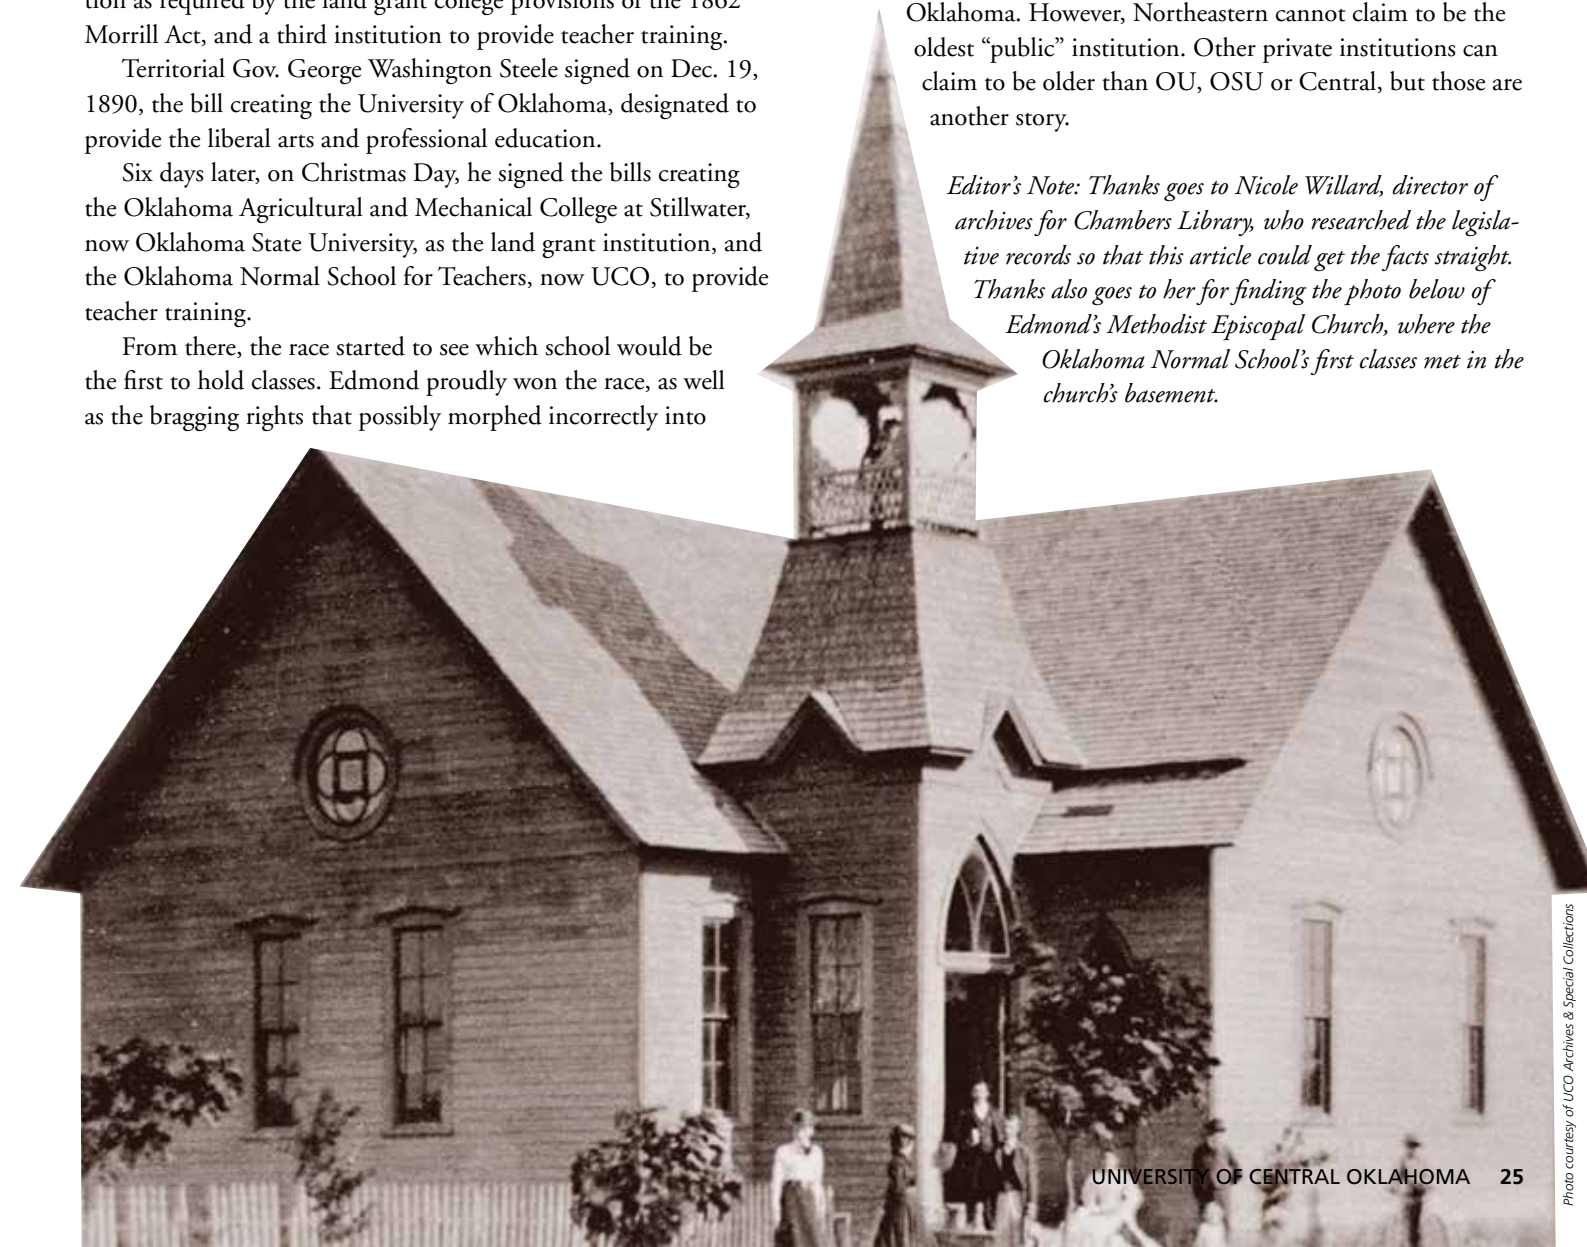 tion as required by the land grant college provisions of the 1862
Morrill Act, and a third institution to provide teacher training.
Territorial Gov. George Washington Steele signed on Dec. 19,
1890, the bill creating the University of Oklahoma, designated to
provide the liberal arts and professional education.
Six days later, on Christmas Day, he signed the bills creating
the Oklahoma Agricultural and Mechanical College at Stillwater,
now Oklahoma State University, as the land grant institution, and
the Oklahoma Normal School for Teachers, now UCO, to provide
teacher training.
From there, the race started to see which school would be
the first to hold classes. Edmond proudly won the race, as well
as the bragging rights that possibly morphed incorrectly into
Oklahoma. However, Northeastern cannot claim to be the
oldest “public” institution. Other private institutions can
claim to be older than OU, OSU or Central, but those are
another story.
Editor’s Note: Thanks goes to Nicole Willard, director of
archives for Chambers Library, who researched the legisla-
tive records so that this article could get the facts straight.
Thanks also goes to her for finding the photo below of
Edmond’s Methodist Episcopal Church, where the
Oklahoma Normal School’s first classes met in the
church’s basement.
Photo courtesy of UCO Archives & Special Collections
UNIVERSITY OF CENTRAL OKLAHOMA 25